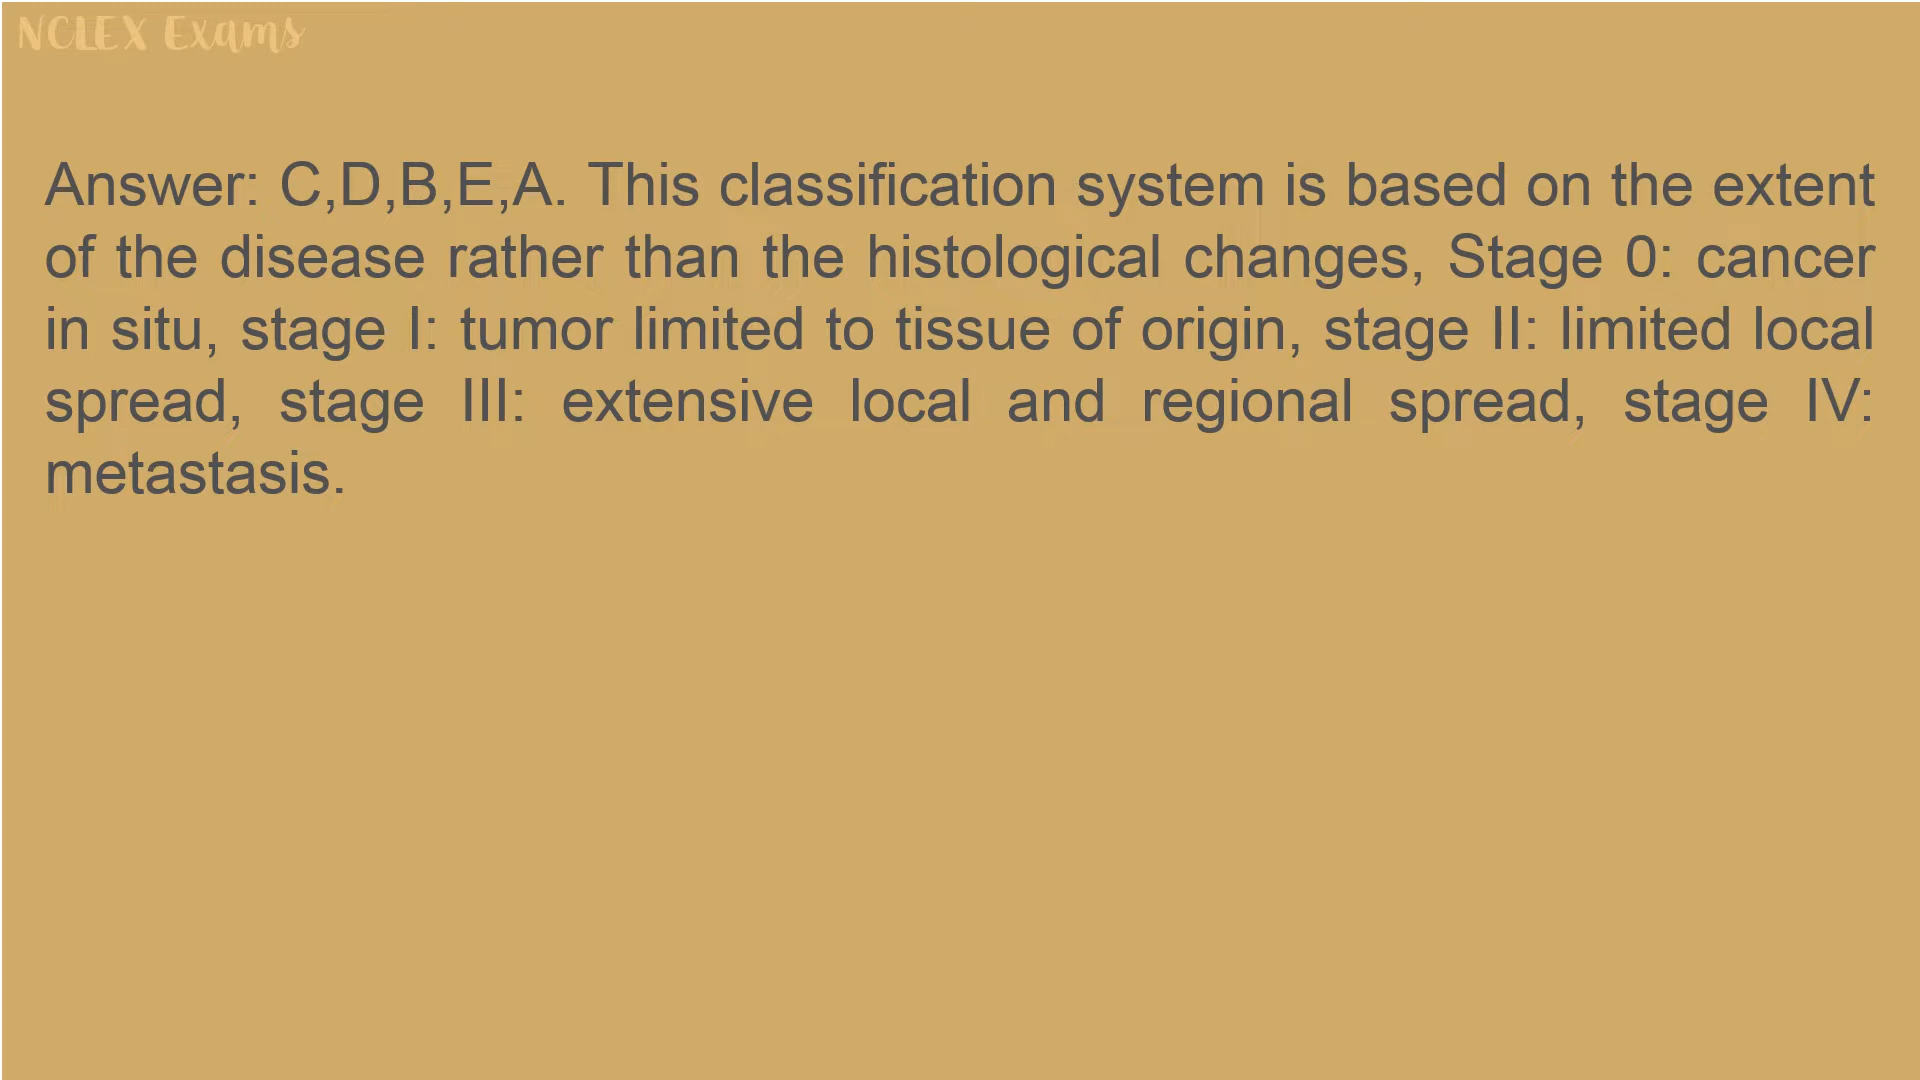 NCLEX Exams
Answer: C,D,B,E,A. This classification system is based on the extent
of the disease rather than the histological changes, Stage 0: cancer
in situ, stage I: tumor limited to tissue of origin, stage II: limited local
spread, stage III: extensive local and regional spread, stage IV:
metastasis.